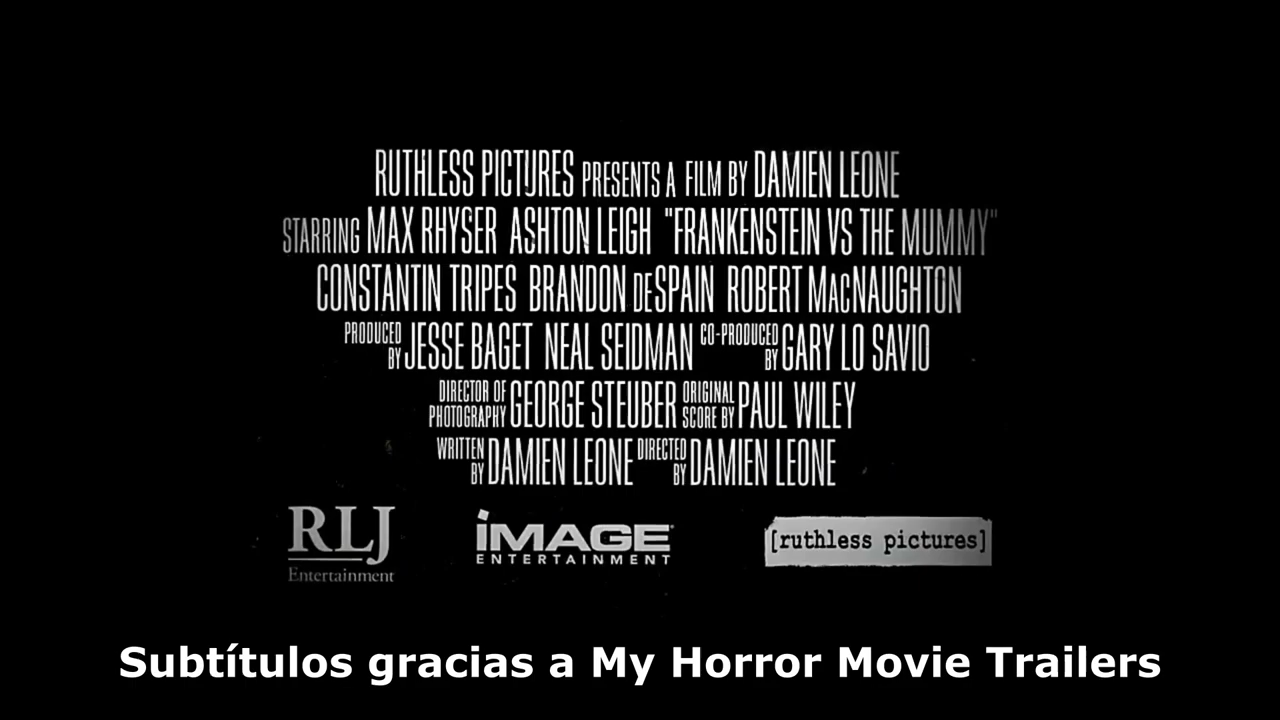 RUTHLESS PICTURES PRESENTS A FILM BY DAMIEN LEONE
STARRING MAX RHYSER ASHTON LEIGH "FRANKENSTEIN VS THE MUMMY"
CONSTANTIN TRIPES BRANDON DESPAIN ROBERT MACNAUGHTON
PRODUCED BY JESSE BAGET NEAL SEIDMAN CO-PRODUCED BY GARY LO SAVIO
DIRECTOR OF PHOTOGRAPHY GEORGE STEUBER ORIGINAL SCORE BY PAUL WILEY
WRITTEN BY DAMIEN LEONE DIRECTED BY DAMIEN LEONE
RLJ Entertainment
iMAGE ENTERTAINMENT
[ruthless pictures]
Subtítulos gracias a My Horror Movie Trailers